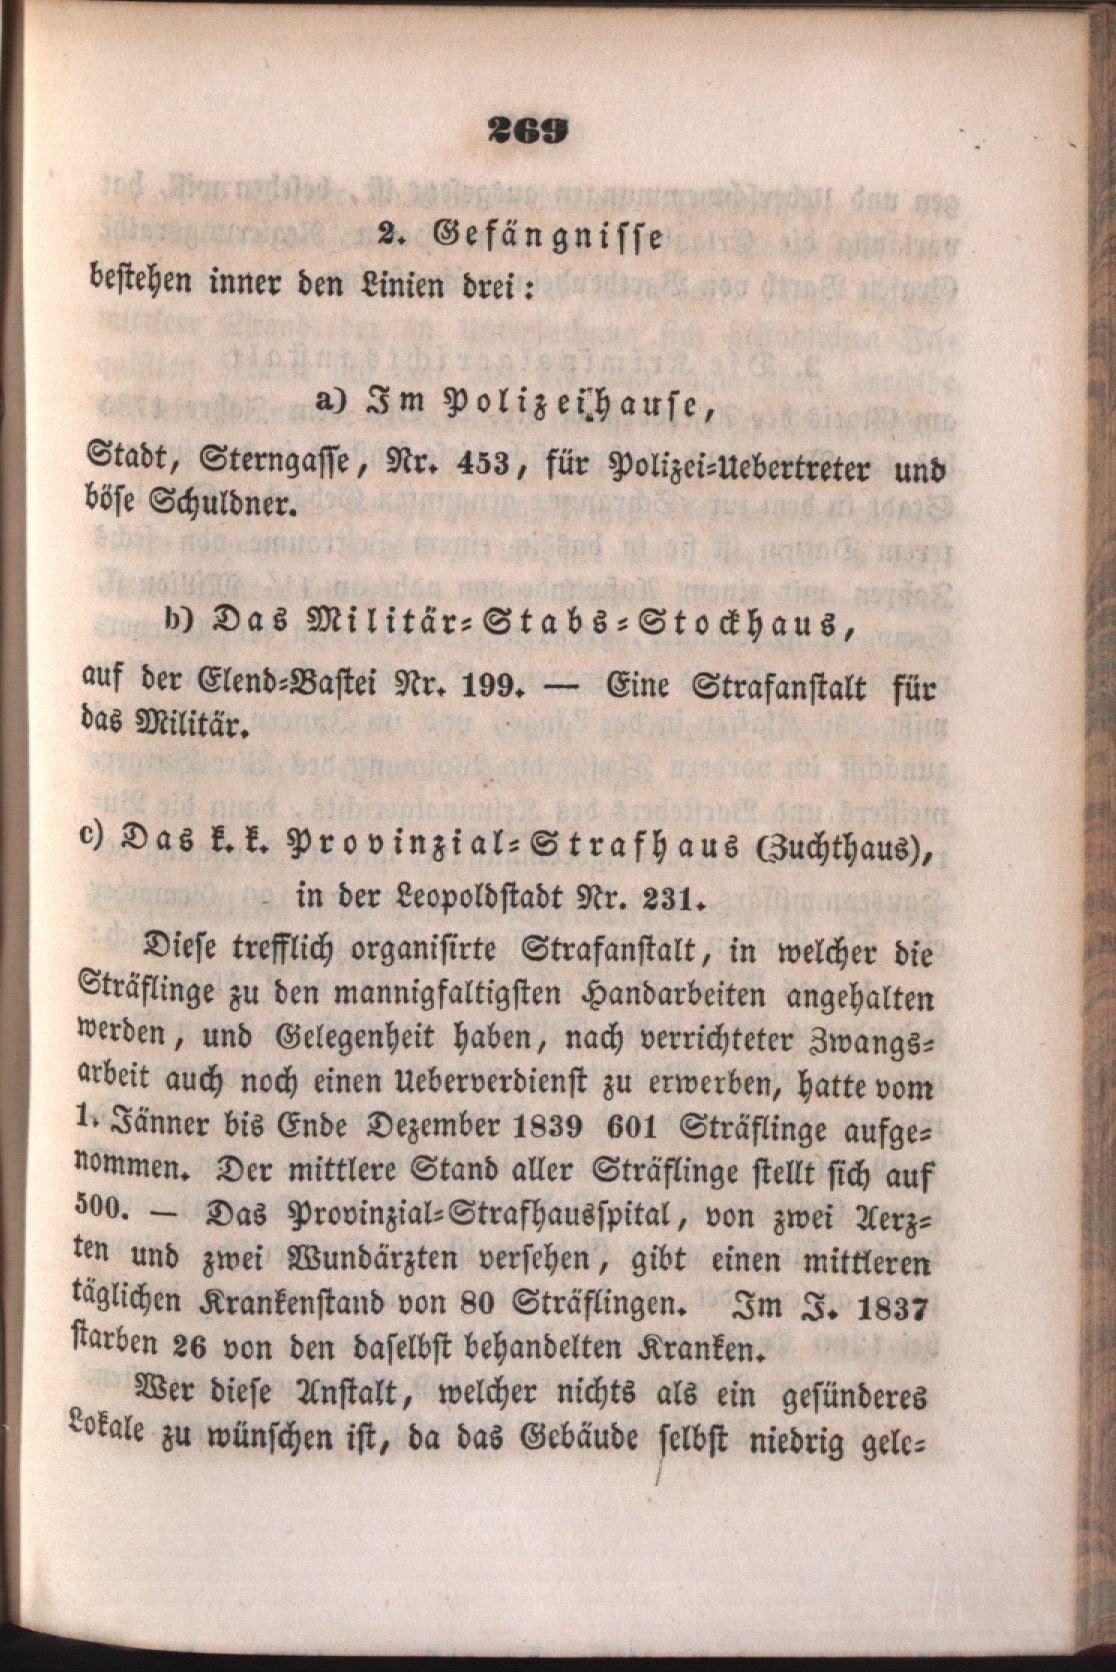 269
2. Gefängnisse
bestehen inner den Linien drei:
a) Im Polizeihause,
Stadt, Sterngasse, Nr. 453, für Polizei-Uebertreter und
böse Schuldner.
b) Das Militär-Stabs-Stockhaus,
auf der Elend-Bastei Nr. 199. — Eine Strafanstalt für
das Militär.
c) Das k. k. Provinzial-Strafhaus (Zuchthaus),
in der Leopoldstadt Nr. 231.
Diese trefflich organisirte Strafanstalt, in welcher die
Sträflinge zu den mannigfaltigsten Handarbeiten angehalten
werden, und Gelegenheit haben, nach verrichteter Zwangs-
arbeit auch noch einen Ueberverdienst zu erwerben, hatte vom
1. Jänner bis Ende Dezember 1839 601 Sträflinge aufge-
nommen. Der mittlere Stand aller Sträflinge stellt sich auf
500. — Das Provinzial-Strafhausspital, von zwei Aerz-
ten und zwei Wundärzten versehen, gibt einen mittleren
täglichen Krankenstand von 80 Sträflingen. Im J. 1837
starben 26 von den daselbst behandelten Kranken.
Wer diese Anstalt, welcher nichts als ein gesünderes
Lokale zu wünschen ist, da das Gebäude selbst niedrig gele-